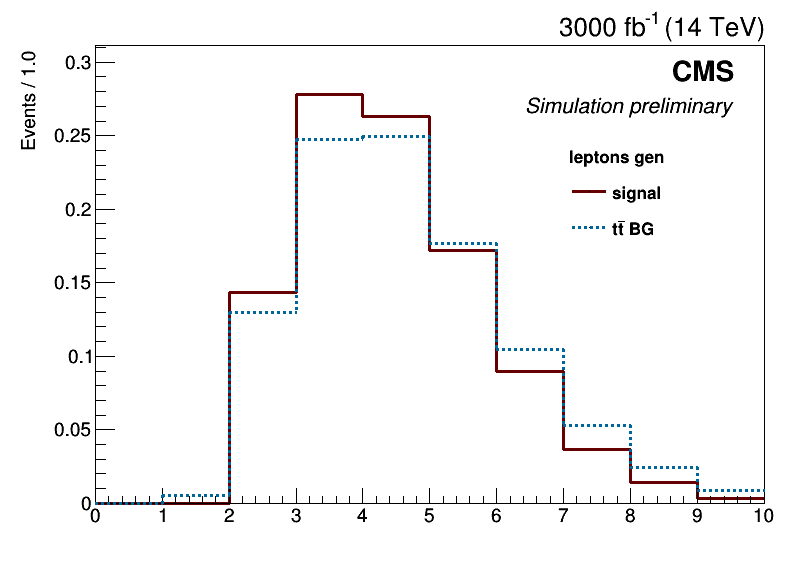 3000 fb⁻¹ (14 TeV)
Events / 1.0
CMS
Simulation preliminary
leptons gen
signal
tt̄ BG
0.3
0.25
0.2
0.15
0.1
0.05
0
0 1 2 3 4 5 6 7 8 9 10